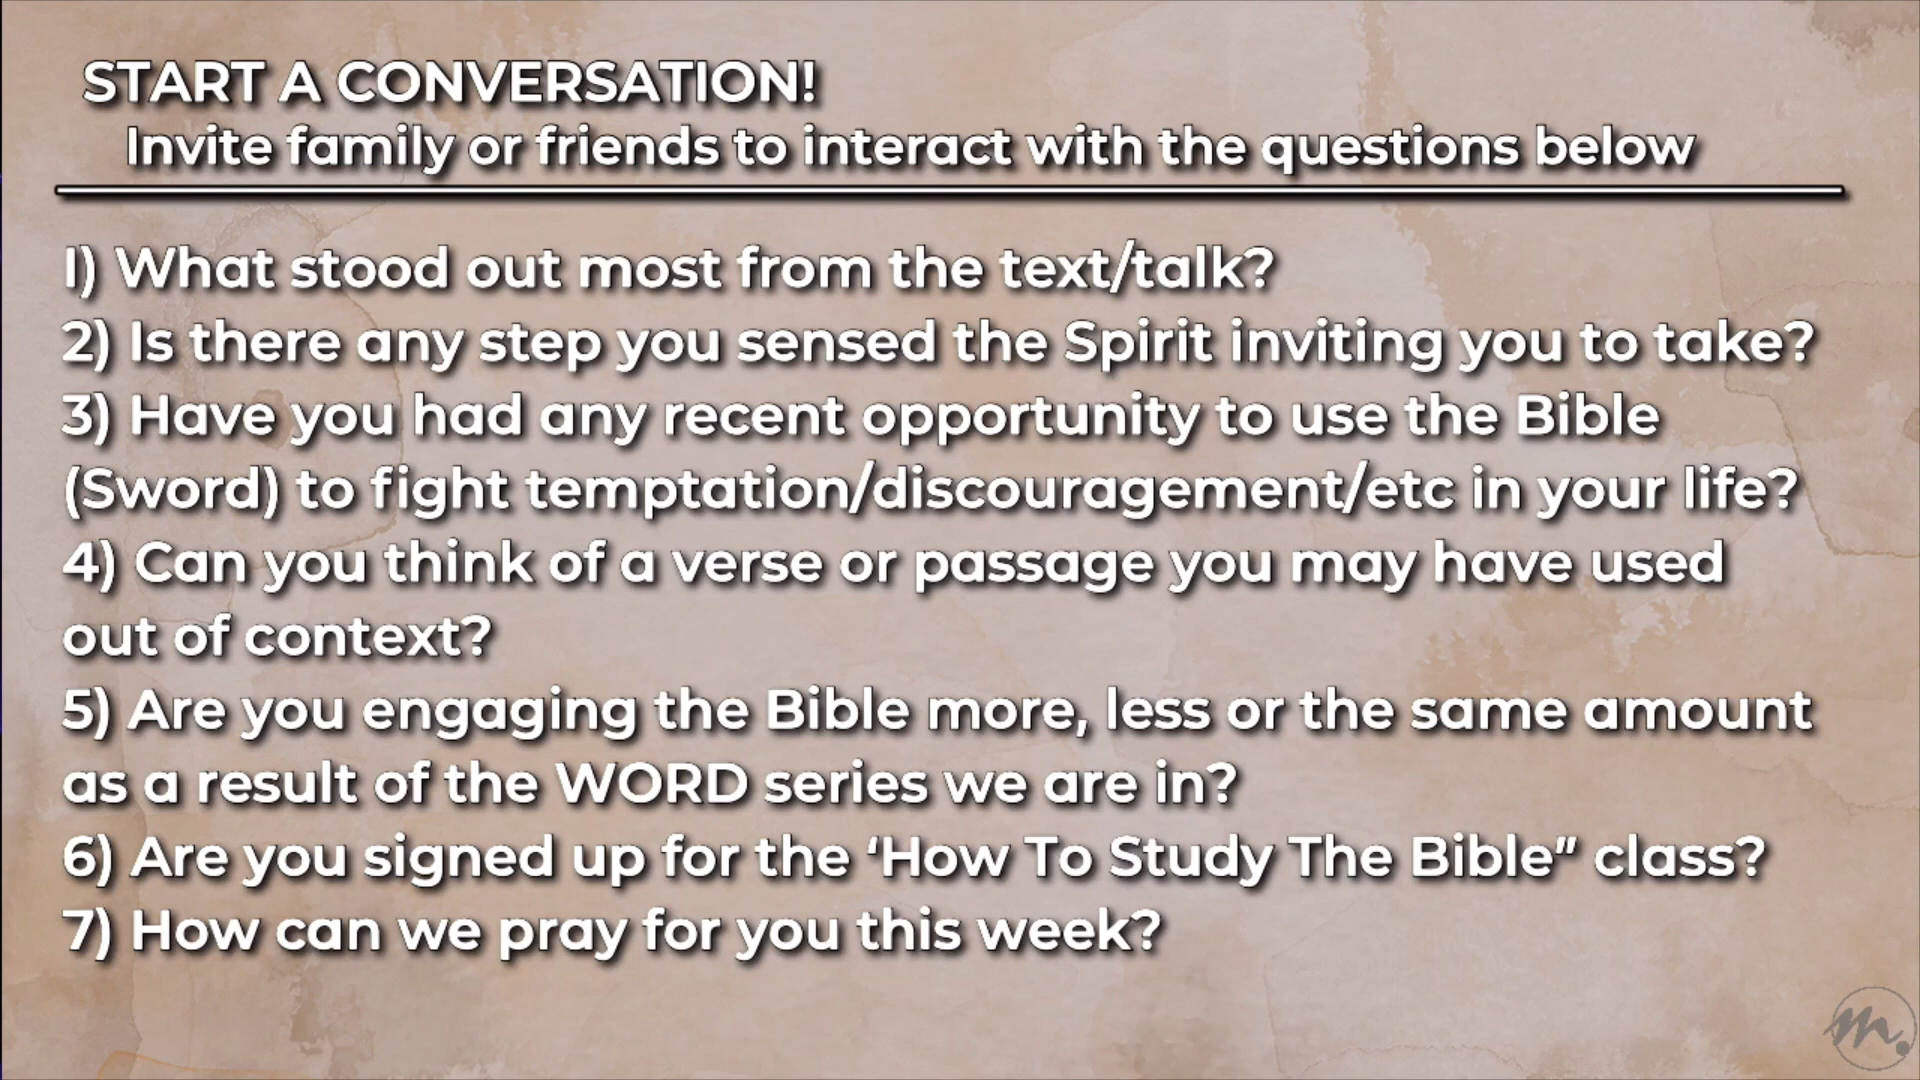 START A CONVERSATION!
Invite family or friends to interact with the questions below
1) What stood out most from the text/talk?
2) Is there any step you sensed the Spirit inviting you to take?
3) Have you had any recent opportunity to use the Bible
(Sword) to fight temptation/discouragement/etc in your life?
4) Can you think of a verse or passage you may have used
out of context?
5) Are you engaging the Bible more, less or the same amount
as a result of the WORD series we are in?
6) Are you signed up for the ‘How To Study The Bible” class?
7) How can we pray for you this week?
m.